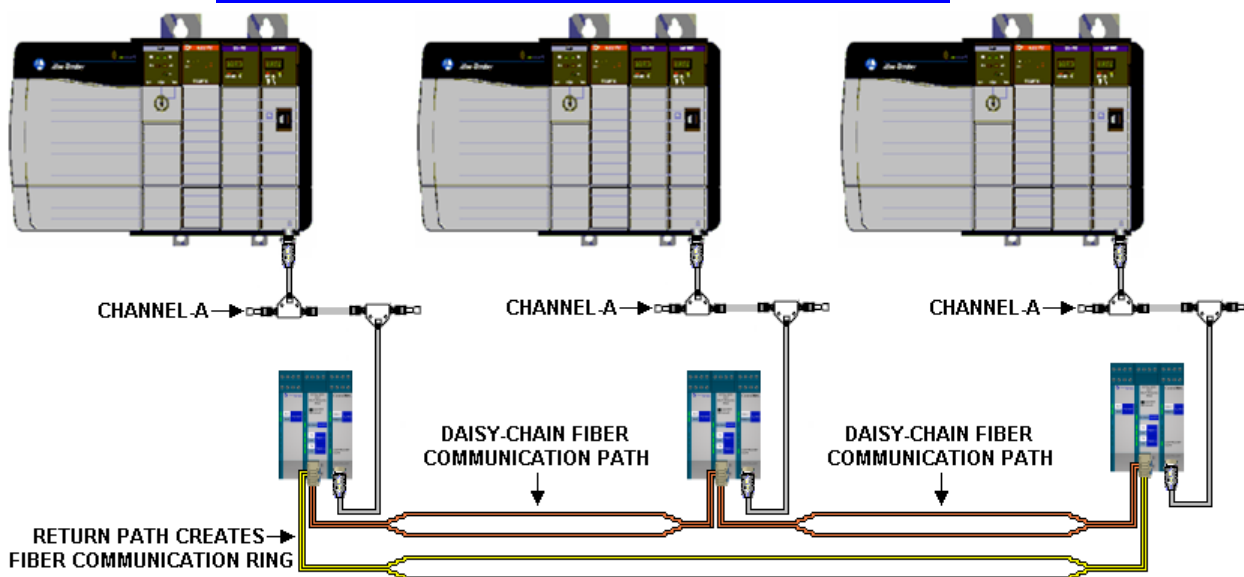 CHANNEL-A
CHANNEL-A
CHANNEL-A
DAISY-CHAIN FIBER
COMMUNICATION PATH
DAISY-CHAIN FIBER
COMMUNICATION PATH
RETURN PATH CREATES
FIBER COMMUNICATION RING